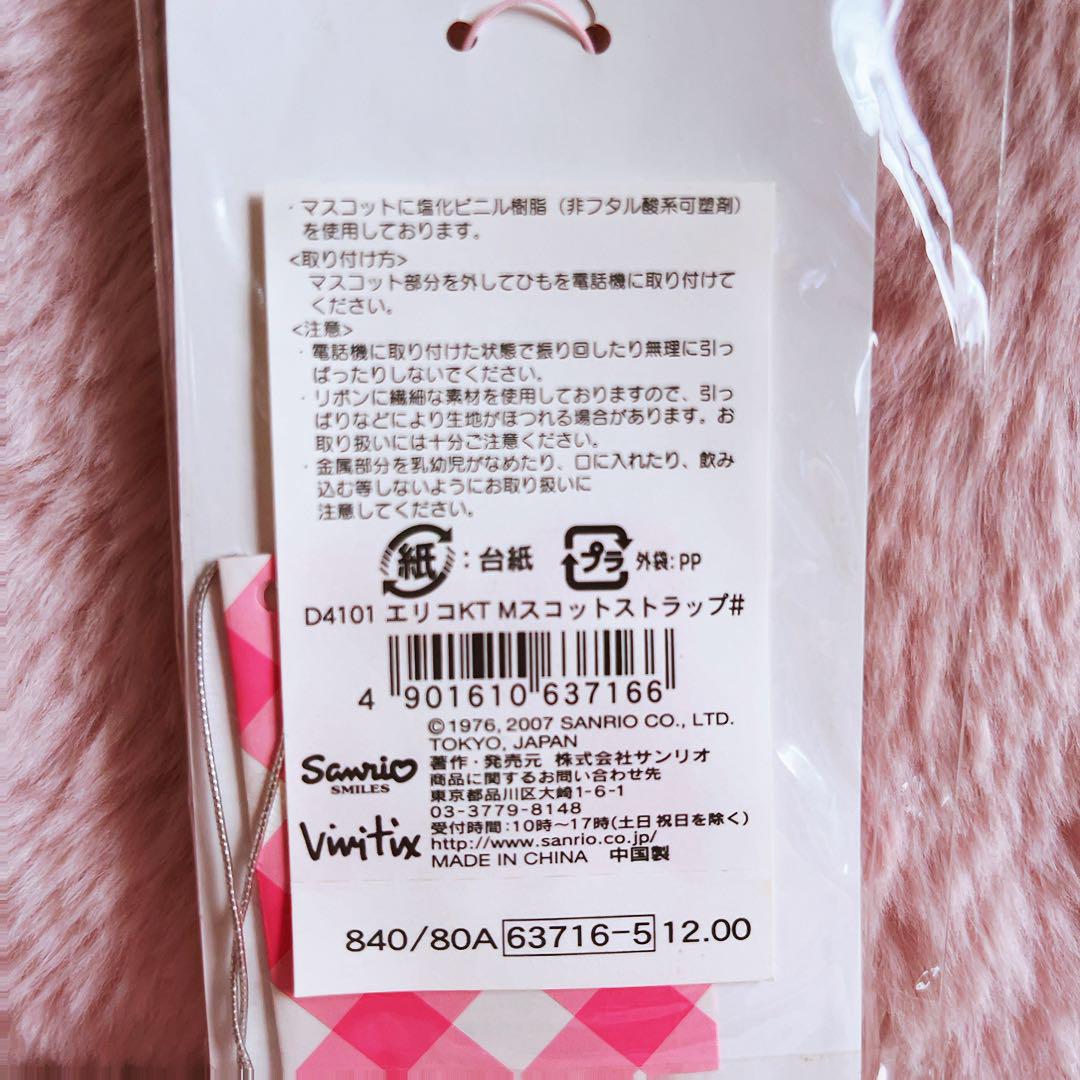 ・マスコットに塩化ビニル樹脂（非フタル酸系可塑剤）
を使用しております。
<取り付け方>
マスコット部分を外してひもを電話機に取り付けて
ください。
<注意>
・電話機に取り付けた状態で振り回したり無理に引っ
ぱったりしないでください。
・リボンに繊細な素材を使用しておりますので、引っ
ぱりなどにより生地がほつれる場合があります。お
取り扱いには十分ご注意ください。
・金属部分を乳幼児がなめたり、口に入れたり、飲み
込む等しないようにお取り扱いに
注意してください。
紙:台紙 プラ 外袋:PP
D4101 エリコKT Mスコットストラップ#
4 901610 637166
©1976, 2007 SANRIO CO., LTD.
TOKYO, JAPAN
Sanrio
SMILES
著作・発売元 株式会社サンリオ
商品に関するお問い合わせ先
東京都品川区大崎1-6-1
03-3779-8148
Vivitix
受付時間:10時~17時(土日祝日を除く)
http://www.sanrio.co.jp/
MADE IN CHINA 中国製
840/80A 63716-5 12.00